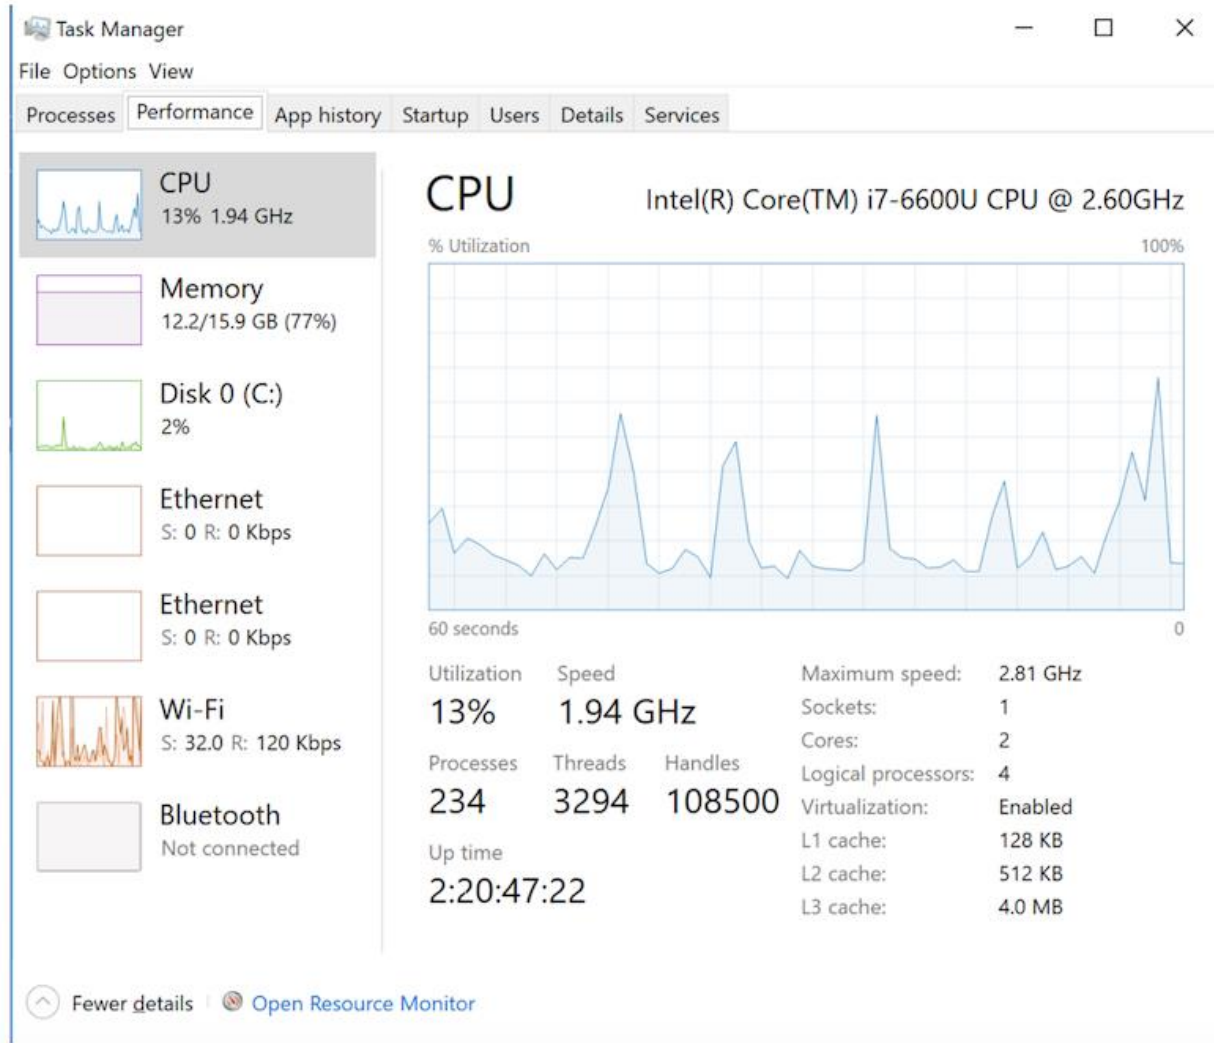 Task Manager
File Options View
Processes Performance App history Startup Users Details Services
CPU
13% 1.94 GHz
Memory
12.2/15.9 GB (77%)
Disk 0 (C:)
2%
Ethernet
S: 0 R: 0 Kbps
Ethernet
S: 0 R: 0 Kbps
Wi-Fi
S: 32.0 R: 120 Kbps
Bluetooth
Not connected
CPU Intel(R) Core(TM) i7-6600U CPU @ 2.60GHz
% Utilization 100%
60 seconds 0
Utilization Speed
13% 1.94 GHz
Processes Threads Handles
234 3294 108500
Up time
2:20:47:22
Maximum speed: 2.81 GHz
Sockets: 1
Cores: 2
Logical processors: 4
Virtualization: Enabled
L1 cache: 128 KB
L2 cache: 512 KB
L3 cache: 4.0 MB
Fewer details Open Resource Monitor